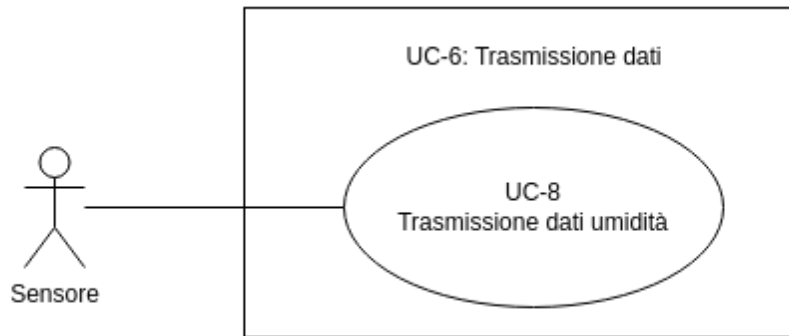 UC-6: Trasmissione dati
UC-8
Trasmissione dati umidità
Sensore